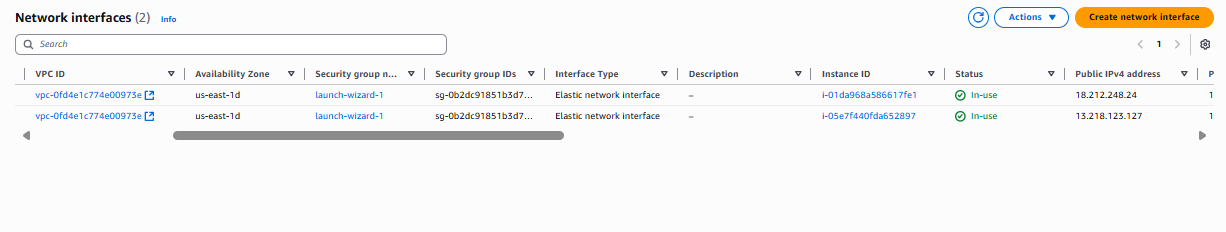 Network interfaces (2) Info
Actions
Create network interface
Search
1
VPC ID Availability Zone Security group n... Security group IDs Interface Type Description Instance ID Status Public IPv4 address P
vpc-0fd4e1c774e00973e us-east-1d launch-wizard-1 sg-0b2dc91851b3d7... Elastic network interface – i-01da968a586617fe1 In-use 18.212.248.24 1
vpc-0fd4e1c774e00973e us-east-1d launch-wizard-1 sg-0b2dc91851b3d7... Elastic network interface – i-05e7f440fda652897 In-use 13.218.123.127 1